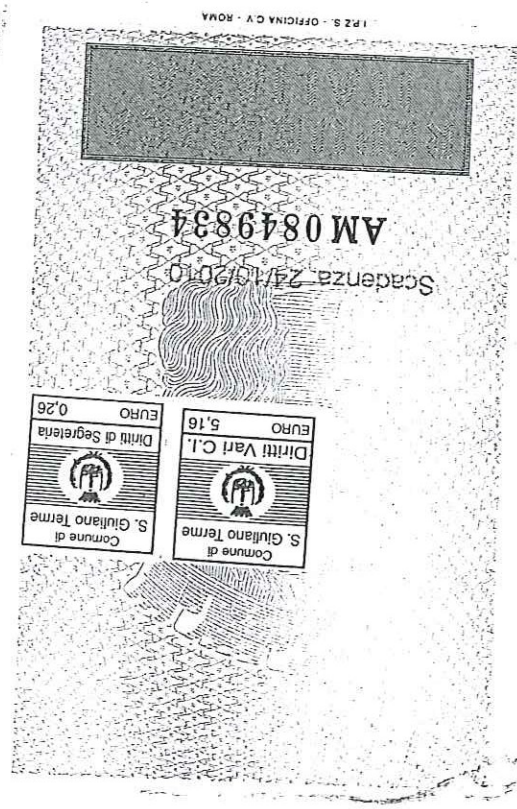 Comune di
S. Giuliano Terme
Diritti Vari C.I.
EURO 5,16
Comune di
S. Giuliano Terme
Diritti di Segreteria
EURO 0,26
Scadenza 24/10/2010
AM 0849834
I.P.Z.S. - OFFICINA C.V. - ROMA